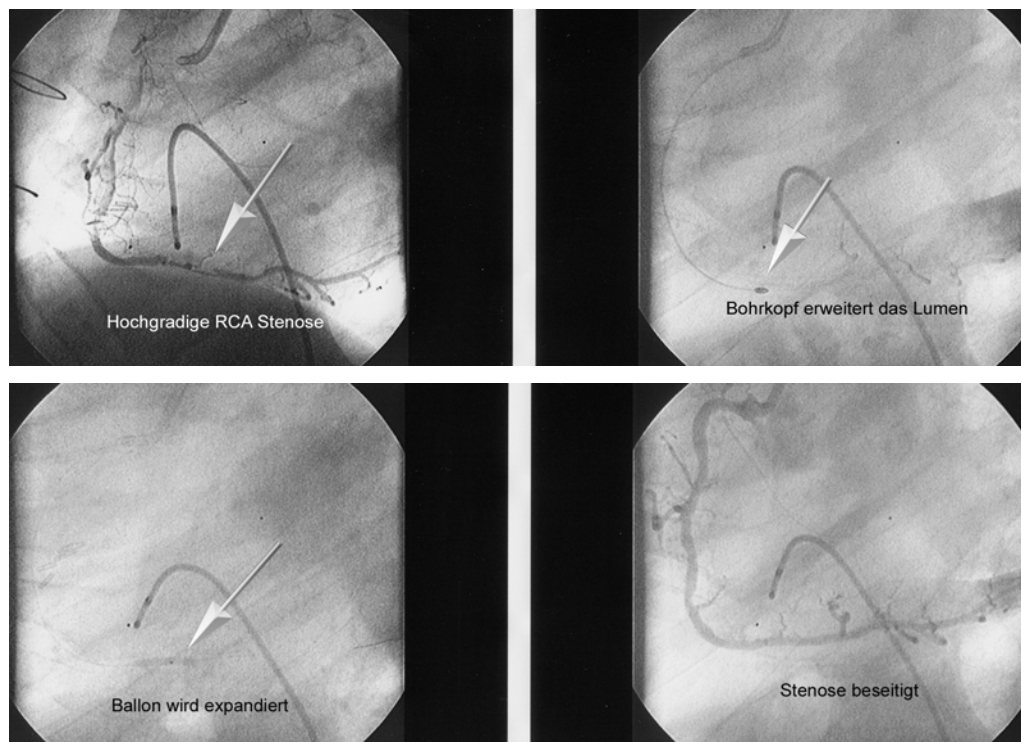 Hochgradige RCA Stenose
Bohrkopf erweitert das Lumen
Ballon wird expandiert
Stenose beseitigt